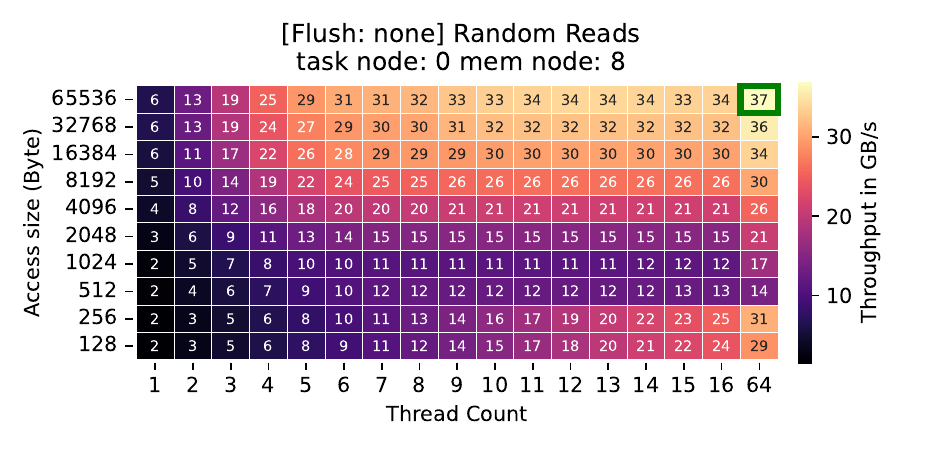 [Flush: none] Random Reads
task node: 0 mem node: 8
65536 6 13 19 25 29 31 31 32 33 33 34 34 34 34 33 34 37
32768 6 13 19 24 27 29 30 30 31 32 32 32 32 32 32 32 36
16384 6 11 17 22 26 28 29 29 29 30 30 30 30 30 30 30 34
8192 5 10 14 19 22 24 25 25 26 26 26 26 26 26 26 26 30
4096 4 8 12 16 18 20 20 20 21 21 21 21 21 21 21 21 26
2048 3 6 9 11 13 14 15 15 15 15 15 15 15 15 15 15 21
1024 2 5 7 8 10 10 11 11 11 11 11 11 11 12 12 12 17
512 2 4 6 7 9 10 12 12 12 12 12 12 12 12 13 13 14
256 2 3 5 6 8 10 11 13 14 16 17 19 20 22 23 25 31
128 2 3 5 6 8 9 11 12 14 15 17 18 20 21 22 24 29
1 2 3 4 5 6 7 8 9 10 11 12 13 14 15 16 64
Thread Count
Access size (Byte)
30
20
10
Throughput in GB/s